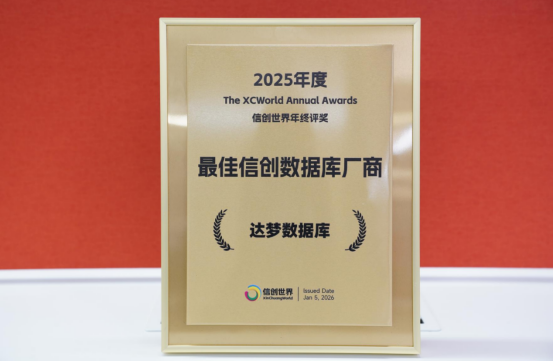 2025年度
The XCWorld Annual Awards
信创世界年终评奖
最佳信创数据库厂商
达梦数据库
信创世界
XinChuangWorld
Issued Date
Jan 5, 2026